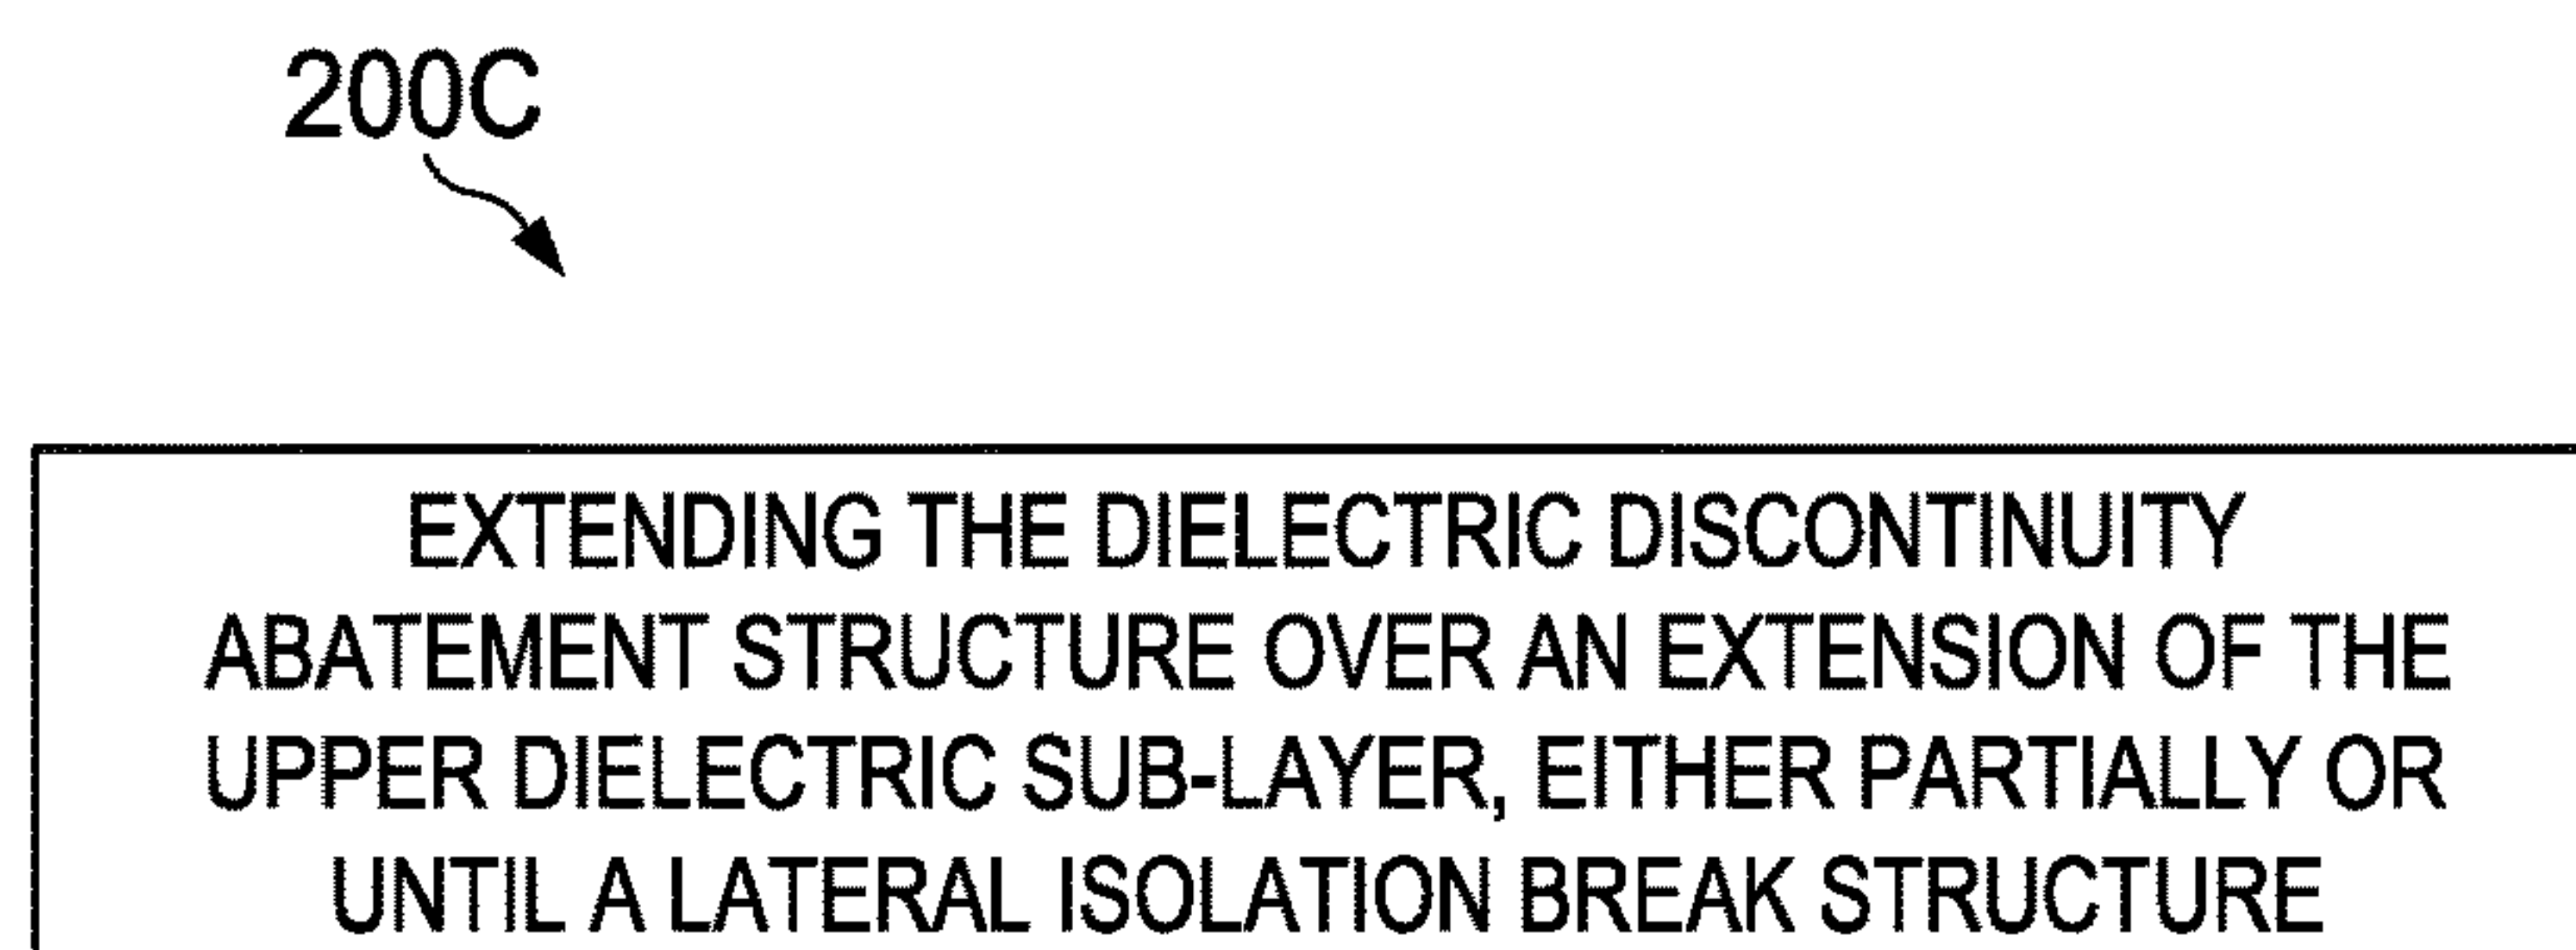 200C
EXTENDING THE DIELECTRIC DISCONTINUITY
ABATEMENT STRUCTURE OVER AN EXTENSION OF THE
UPPER DIELECTRIC SUB-LAYER, EITHER PARTIALLY OR
UNTIL A LATERAL ISOLATION BREAK STRUCTURE